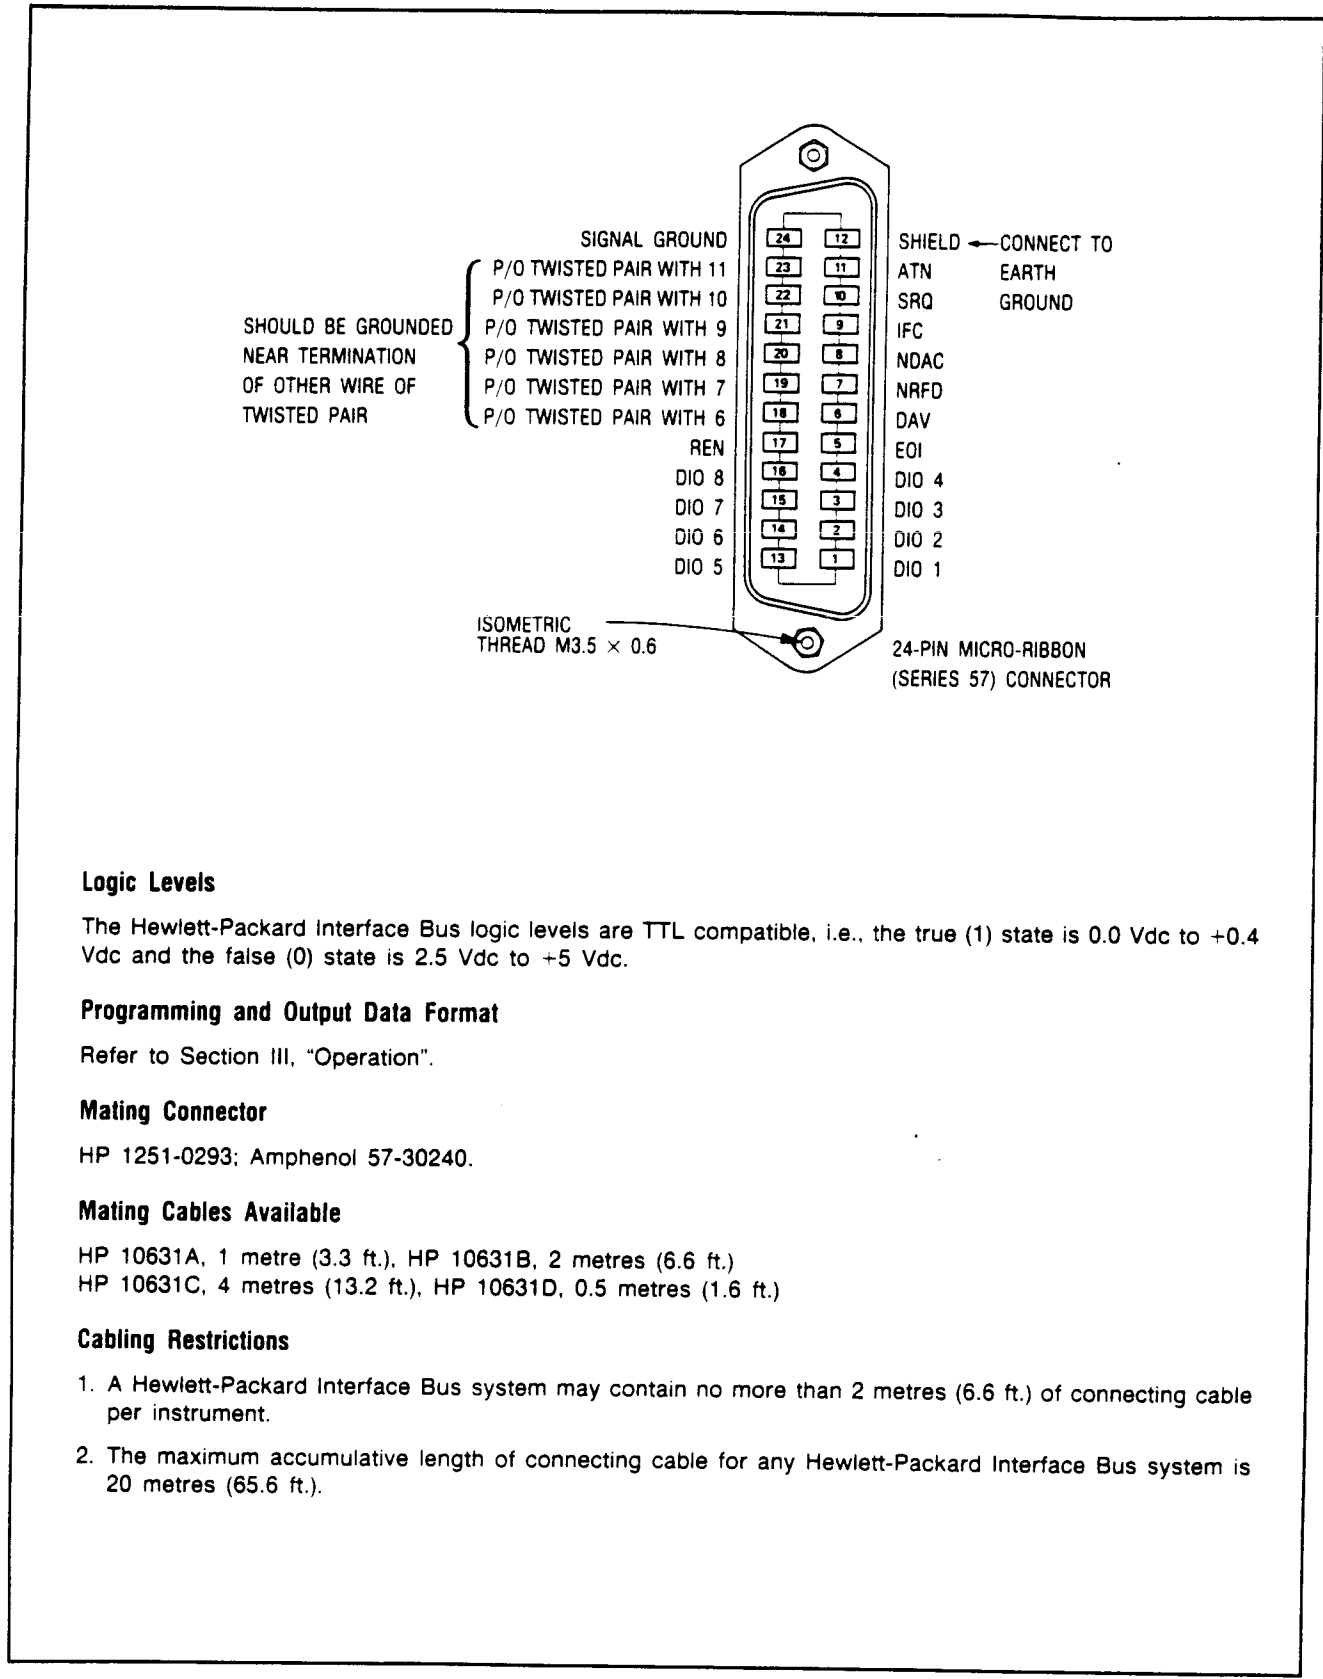 SIGNAL GROUND 24 12 SHIELD ← CONNECT TO
P/O TWISTED PAIR WITH 11 23 11 ATN EARTH
P/O TWISTED PAIR WITH 10 22 10 SRQ GROUND
SHOULD BE GROUNDED P/O TWISTED PAIR WITH 9 21 9 IFC
NEAR TERMINATION P/O TWISTED PAIR WITH 8 20 8 NDAC
OF OTHER WIRE OF P/O TWISTED PAIR WITH 7 19 7 NRFD
TWISTED PAIR P/O TWISTED PAIR WITH 6 18 6 DAV
REN 17 5 EOI
DIO 8 16 4 DIO 4
DIO 7 15 3 DIO 3
DIO 6 14 2 DIO 2
DIO 5 13 1 DIO 1
ISOMETRIC
THREAD M3.5 × 0.6
24-PIN MICRO-RIBBON
(SERIES 57) CONNECTOR
Logic Levels
The Hewlett-Packard Interface Bus logic levels are TTL compatible, i.e., the true (1) state is 0.0 Vdc to +0.4
Vdc and the false (0) state is 2.5 Vdc to +5 Vdc.
Programming and Output Data Format
Refer to Section III, “Operation”.
Mating Connector
HP 1251-0293; Amphenol 57-30240.
Mating Cables Available
HP 10631A, 1 metre (3.3 ft.), HP 10631B, 2 metres (6.6 ft.)
HP 10631C, 4 metres (13.2 ft.), HP 10631D, 0.5 metres (1.6 ft.)
Cabling Restrictions
1. A Hewlett-Packard Interface Bus system may contain no more than 2 metres (6.6 ft.) of connecting cable
per instrument.
2. The maximum accumulative length of connecting cable for any Hewlett-Packard Interface Bus system is
20 metres (65.6 ft.).